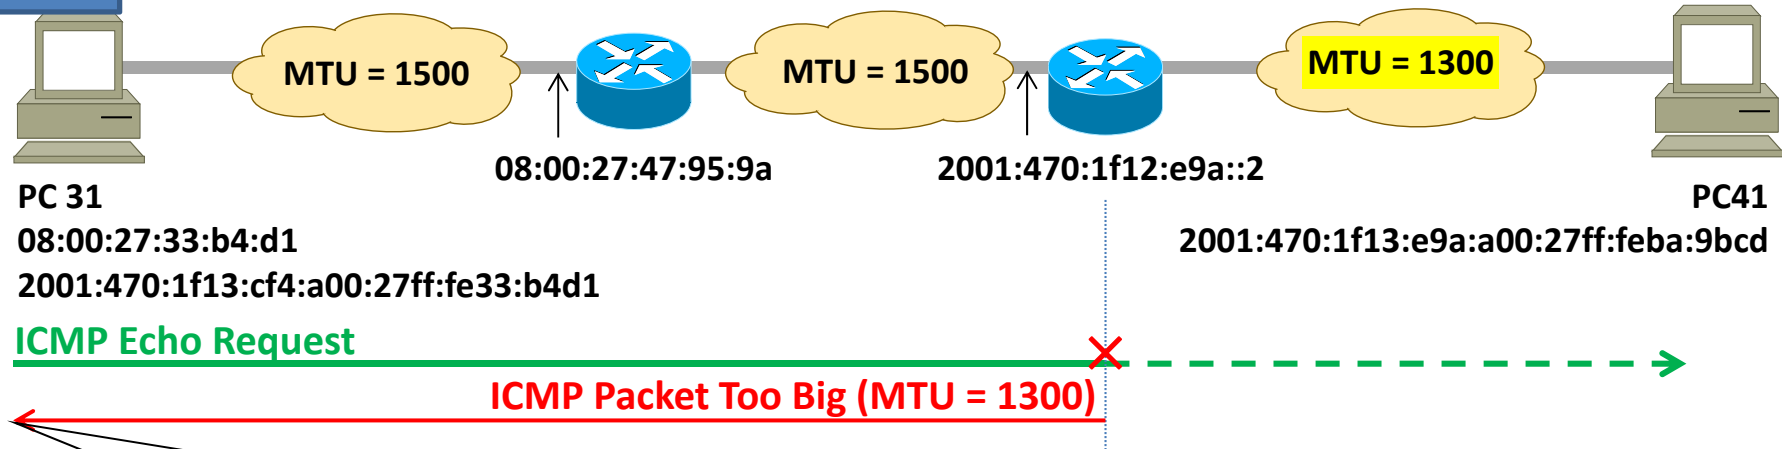 MTU = 1500
MTU = 1500
MTU = 1300
08:00:27:47:95:9a
2001:470:1f12:e9a::2
PC 31
PC41
08:00:27:33:b4:d1
2001:470:1f13:e9a:a00:27ff:feba:9bcd
2001:470:1f13:cf4:a00:27ff:fe33:b4d1
ICMP Echo Request
ICMP Packet Too Big (MTU = 1300)